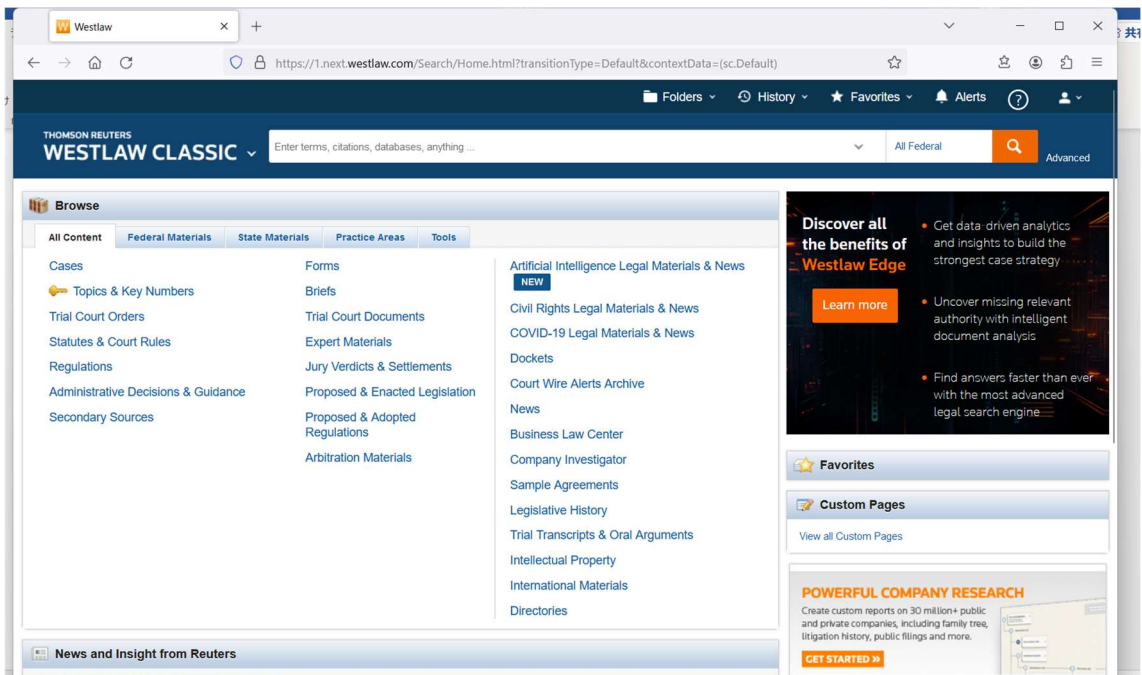 Westlaw
https://1.next.westlaw.com/Search/Home.html?transitionType=Default&contextData=(sc.Default)
共有
Folders
History
Favorites
Alerts
THOMSON REUTERS
WESTLAW CLASSIC
Enter terms, citations, databases, anything ...
All Federal
Advanced
Browse
All Content
Federal Materials
State Materials
Practice Areas
Tools
Cases
Topics & Key Numbers
Trial Court Orders
Statutes & Court Rules
Regulations
Administrative Decisions & Guidance
Secondary Sources
Forms
Briefs
Trial Court Documents
Expert Materials
Jury Verdicts & Settlements
Proposed & Enacted Legislation
Proposed & Adopted
Regulations
Arbitration Materials
Artificial Intelligence Legal Materials & News
NEW
Civil Rights Legal Materials & News
COVID-19 Legal Materials & News
Dockets
Court Wire Alerts Archive
News
Business Law Center
Company Investigator
Sample Agreements
Legislative History
Trial Transcripts & Oral Arguments
Intellectual Property
International Materials
Directories
Discover all
the benefits of
Westlaw Edge
Learn more
• Get data-driven analytics
and insights to build the
strongest case strategy
• Uncover missing relevant
authority with intelligent
document analysis
• Find answers faster than ever
with the most advanced
legal search engine
Favorites
Custom Pages
View all Custom Pages
POWERFUL COMPANY RESEARCH
Create custom reports on 30 million+ public
and private companies, including family tree,
litigation history, public filings and more.
GET STARTED »
News and Insight from Reuters